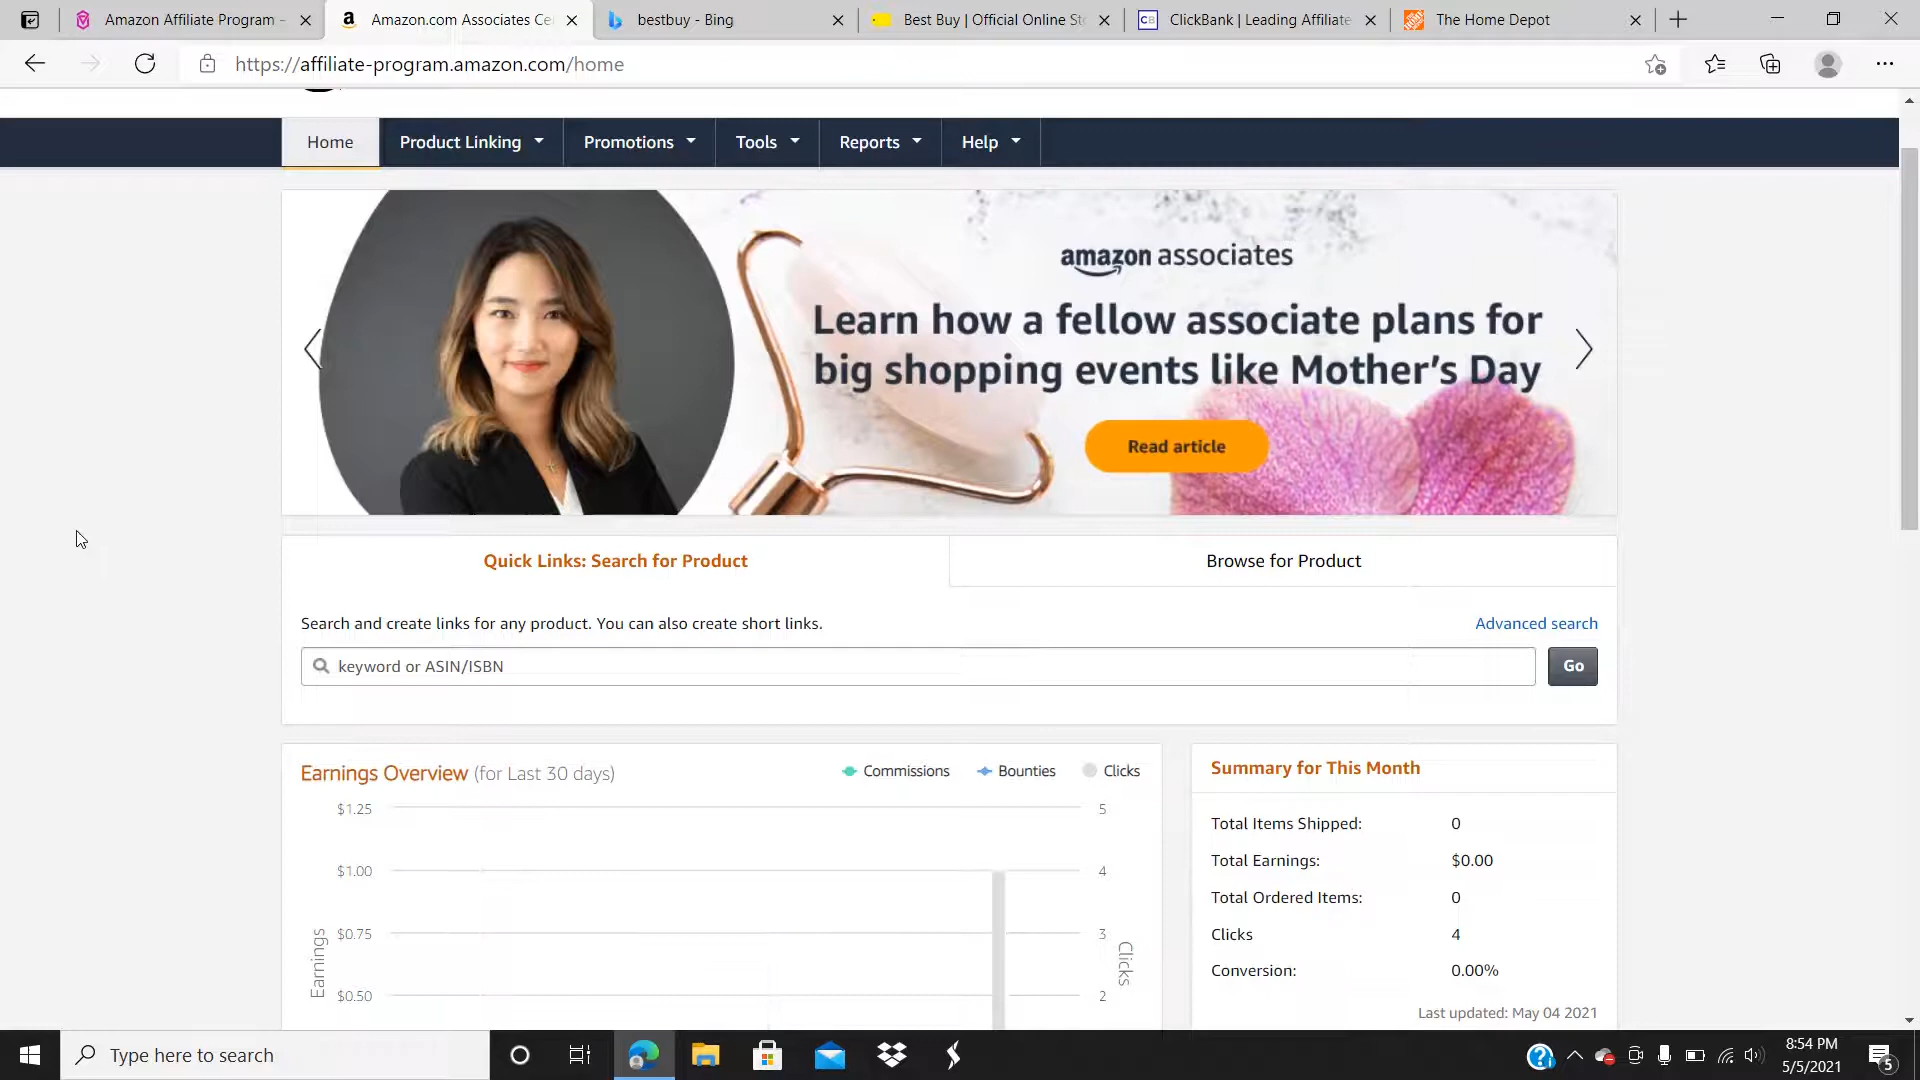 Amazon Affiliate Program -
Amazon.com Associates Ce
bestbuy - Bing
Best Buy | Official Online St
CB
ClickBank | Leading Affiliate
The Home Depot
https://affiliate-program.amazon.com/home
Home
Product Linking
Promotions
Tools
Reports
Help
amazon associates
Learn how a fellow associate plans for
big shopping events like Mother's Day
Read article
Quick Links: Search for Product
Browse for Product
Search and create links for any product. You can also create short links.
Advanced search
keyword or ASIN/ISBN
Go
Earnings Overview (for Last 30 days)
Commissions
Bounties
Clicks
$1.25
5
$1.00
4
$0.75
3
$0.50
2
Earnings
Clicks
Summary for This Month
Total Items Shipped: 0
Total Earnings: $0.00
Total Ordered Items: 0
Clicks 4
Conversion: 0.00%
Last updated: May 04 2021
Type here to search
8:54 PM
5/5/2021
5